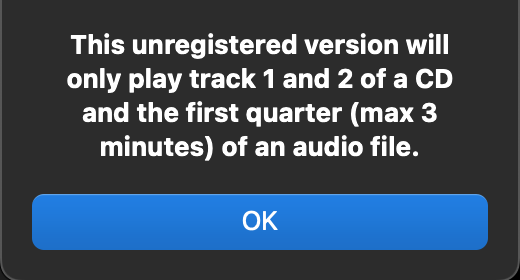 This unregistered version will
only play track 1 and 2 of a CD
and the first quarter (max 3
minutes) of an audio file.
OK